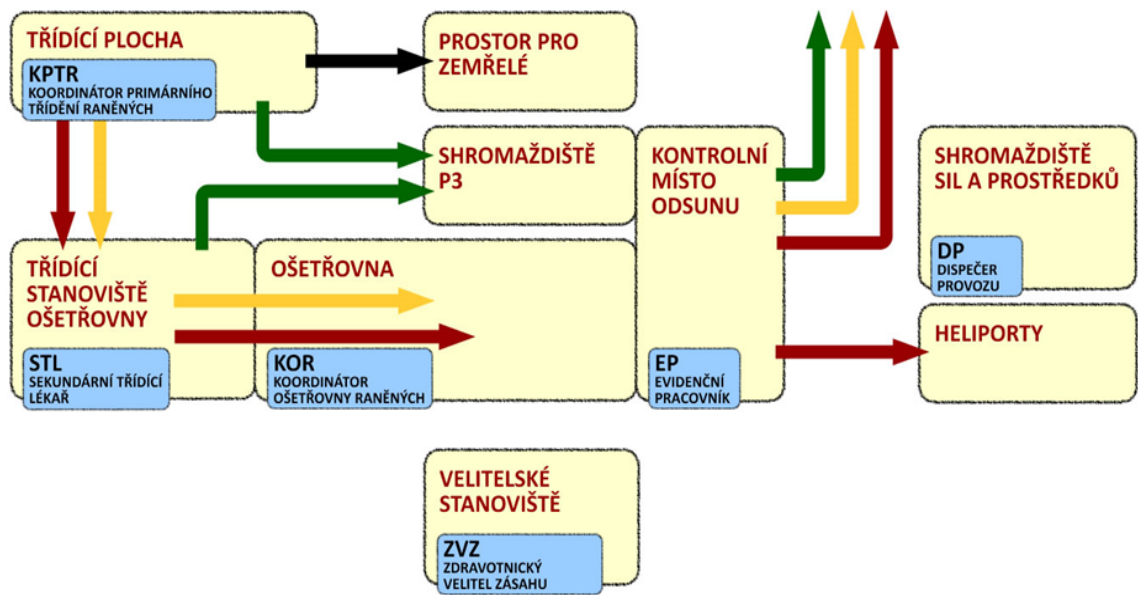 TŘÍDÍCÍ PLOCHA
KPTR
KOORDINÁTOR PRIMÁRNÍHO
TŘÍDĚNÍ RANĚNÝCH
PROSTOR PRO
ZEMŘELÉ
SHROMAŽDIŠTĚ
P3
KONTROLNÍ
MÍSTO
ODSUNU
EP
EVIDENČNÍ
PRACOVNÍK
SHROMAŽDIŠTĚ
SIL A PROSTŘEDKŮ
DP
DISPEČER
PROVOZU
TŘÍDÍCÍ
STANOVIŠTĚ
OŠETŘOVNY
STL
SEKUNDÁRNÍ TŘÍDÍCÍ
LÉKAŘ
OŠETŘOVNA
KOR
KOORDINÁTOR
OŠETŘOVNY RANĚNÝCH
HELIPORTY
VELITELSKÉ
STANOVIŠTĚ
ZVZ
ZDRAVOTNICKÝ
VELITEL ZÁSAHU